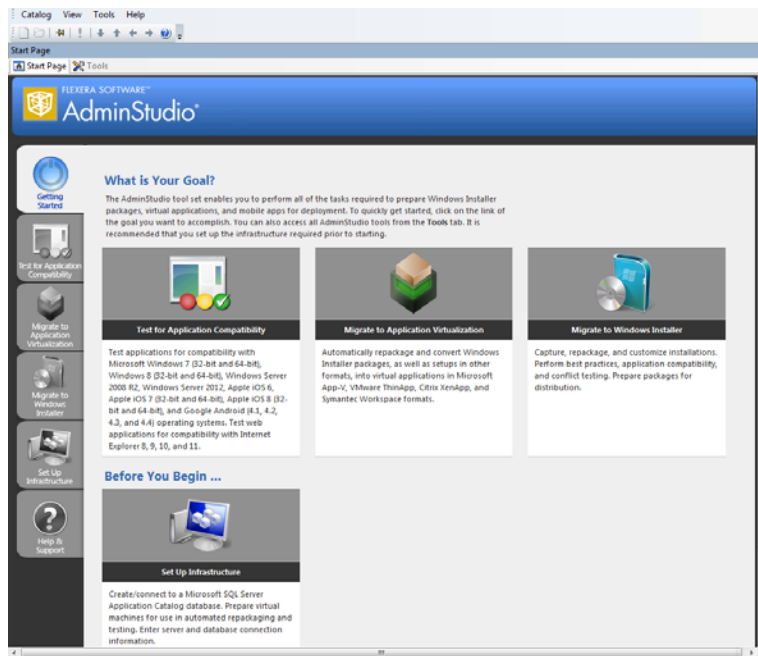 Catalog View Tools Help
Start Page
Start Page Tools
FLEXERA SOFTWARE™
AdminStudio®
Getting
Started
Test for Application
Compatibility
Migrate to
Application
Virtualization
Migrate to
Windows
Installer
Set Up
Infrastructure
Help &
Support
What is Your Goal?
The AdminStudio tool set enables you to perform all of the tasks required to prepare Windows Installer
packages, virtual applications, and mobile apps for deployment. To quickly get started, click on the link of
the goal you want to accomplish. You can also access all AdminStudio tools from the Tools tab. It is
recommended that you set up the infrastructure required prior to starting.
Test for Application Compatibility
Test applications for compatibility with
Microsoft Windows 7 (32-bit and 64-bit),
Windows 8 (32-bit and 64-bit), Windows Server
2008 R2, Windows Server 2012, Apple iOS 6,
Apple iOS 7 (32-bit and 64-bit), Apple iOS 8 (32-
bit and 64-bit), and Google Android (4.1, 4.2,
4.3, and 4.4) operating systems. Test web
applications for compatibility with Internet
Explorer 8, 9, 10, and 11.
Migrate to Application Virtualization
Automatically repackage and convert Windows
Installer packages, as well as setups in other
formats, into virtual applications in Microsoft
App-V, VMware ThinApp, Citrix XenApp, and
Symantec Workspace formats.
Migrate to Windows Installer
Capture, repackage, and customize installations.
Perform best practices, application compatibility,
and conflict testing. Prepare packages for
distribution.
Before You Begin ...
Set Up Infrastructure
Create/connect to a Microsoft SQL Server
Application Catalog database. Prepare virtual
machines for use in automated repackaging and
testing. Enter server and database connection
information.